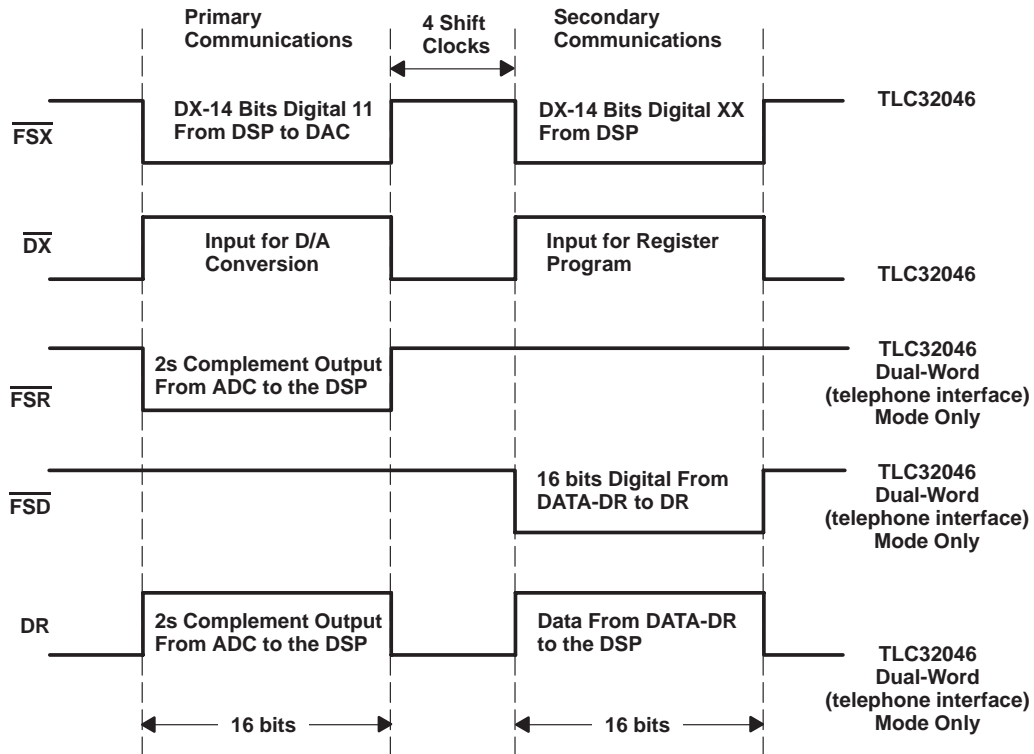 Primary
Communications
4 Shift
Clocks
Secondary
Communications
FSX
DX-14 Bits Digital 11
From DSP to DAC
DX-14 Bits Digital XX
From DSP
TLC32046
DX
Input for D/A
Conversion
Input for Register
Program
TLC32046
FSR
2s Complement Output
From ADC to the DSP
TLC32046
Dual-Word
(telephone interface)
Mode Only
FSD
16 bits Digital From
DATA-DR to DR
TLC32046
Dual-Word
(telephone interface)
Mode Only
DR
2s Complement Output
From ADC to the DSP
Data From DATA-DR
to the DSP
TLC32046
Dual-Word
(telephone interface)
Mode Only
16 bits
16 bits